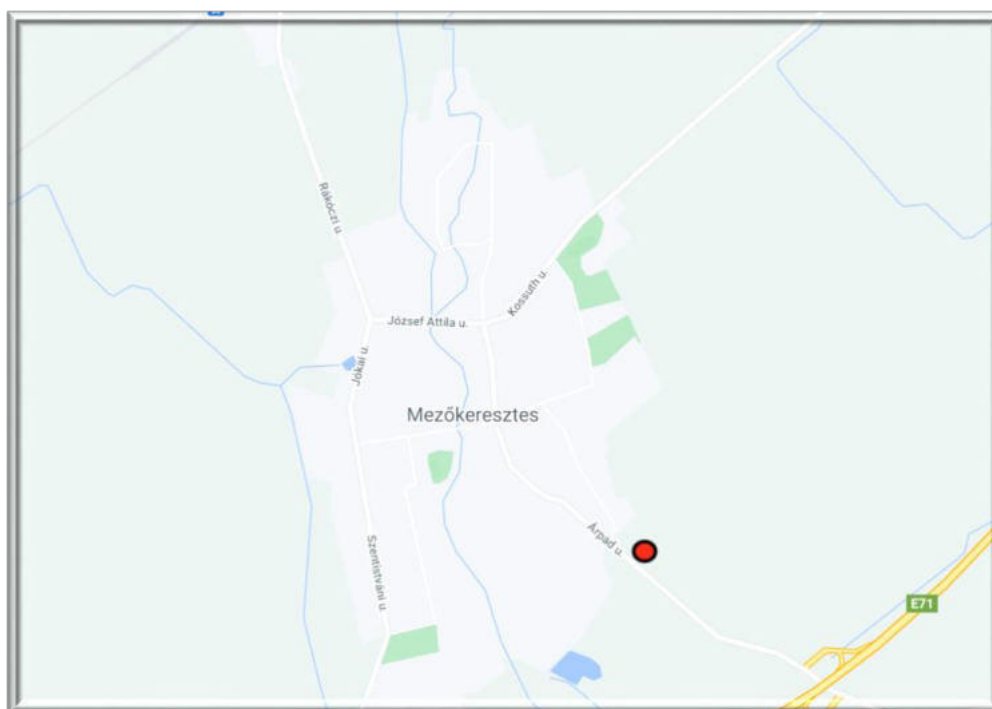 Rákóczi u.
Kossuth u.
József Attila u.
Jókai u.
Mezőkeresztes
Árpád u.
Szentistváni u.
E71